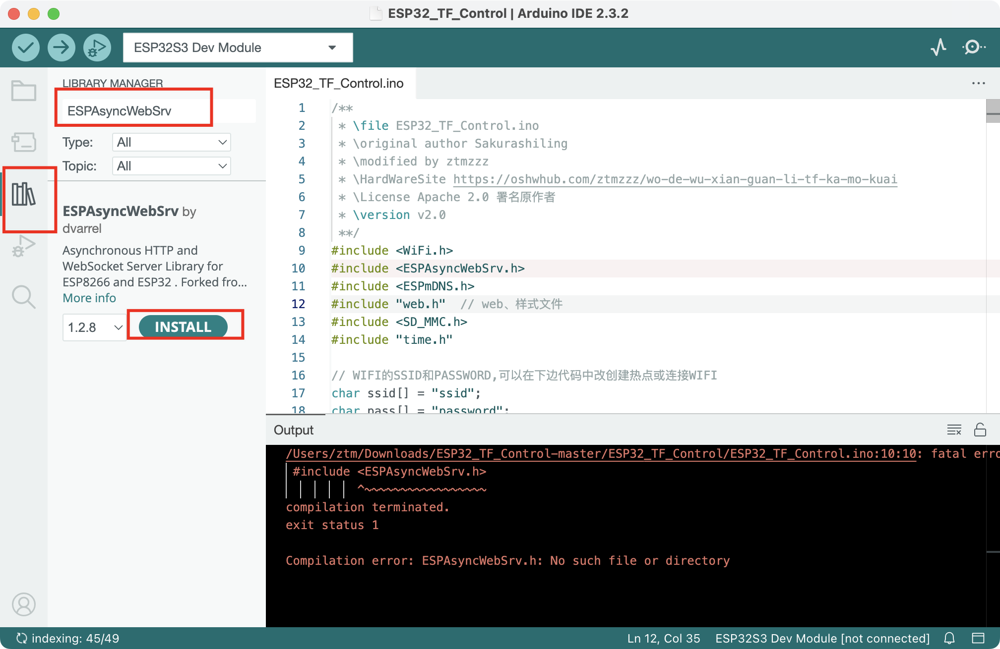 ESP32_TF_Control | Arduino IDE 2.3.2
ESP32S3 Dev Module
LIBRARY MANAGER
ESPAsyncWebSrv
Type: All
Topic: All
ESPAsyncWebSrv by
dvarrel
Asynchronous HTTP and
WebSocket Server Library for
ESP8266 and ESP32 . Forked fro...
More info
1.2.8
INSTALL
ESP32_TF_Control.ino
1 /**
2 * \file ESP32_TF_Control.ino
3 * \original author Sakurashiling
4 * \modified by ztmzzz
5 * \HardWareSite https://oshwhub.com/ztmzzz/wo-de-wu-xian-guan-li-tf-ka-mo-kuai
6 * \License Apache 2.0 署名原作者
7 * \version v2.0
8 **/
9 #include <WiFi.h>
10 #include <ESPAsyncWebSrv.h>
11 #include <ESPmDNS.h>
12 #include "web.h" // web、样式文件
13 #include <SD_MMC.h>
14 #include "time.h"
15
16 // WIFI的SSID和PASSWORD,可以在下边代码中改创建热点或连接WIFI
17 char ssid[] = "ssid";
18 char pass[] = "password";
Output
/Users/ztm/Downloads/ESP32_TF_Control-master/ESP32_TF_Control/ESP32_TF_Control.ino:10:10: fatal erro
#include <ESPAsyncWebSrv.h>
^~~~~~~~~~~~~~~~~~
compilation terminated.
exit status 1
Compilation error: ESPAsyncWebSrv.h: No such file or directory
indexing: 45/49
Ln 12, Col 35
ESP32S3 Dev Module [not connected]